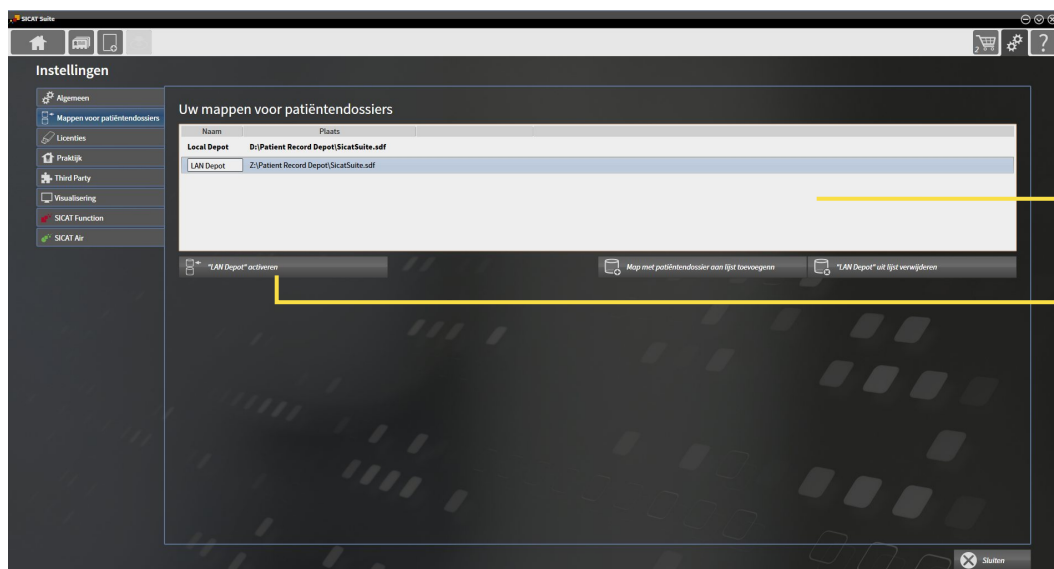 SICAT Suite
2
?
Instellingen
Algemeen
Mappen voor patiëntendossiers
Licenties
Praktijk
Third Party
Visualisering
SICAT Function
SICAT Air
Uw mappen voor patiëntendossiers
Naam Plaats
Local Depot D:\Patient Record Depot\SicatSuite.sdf
LAN Depot Z:\Patient Record Depot\SicatSuite.sdf
"LAN Depot" activeren Map met patiëntendossier aan lijst toevoegenn "LAN Depot" uit lijst verwijderen
Sluiten